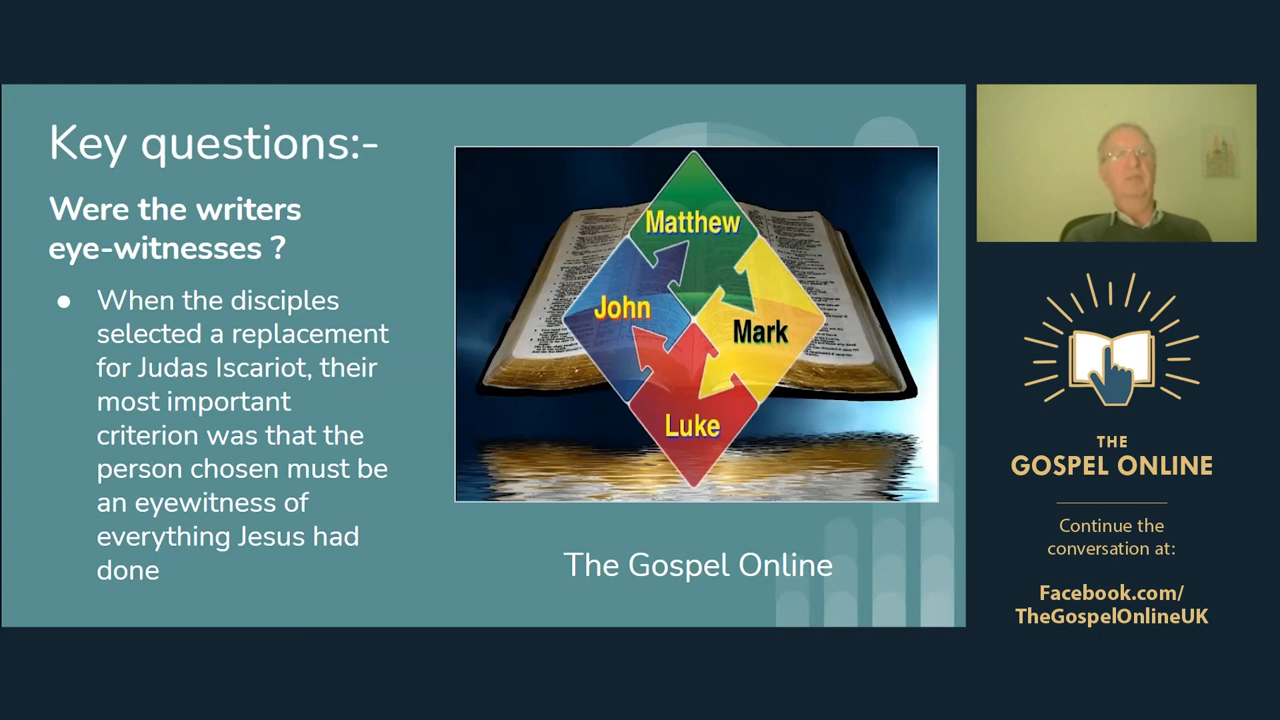 Key questions:-
Were the writers
eye-witnesses ?
● When the disciples
selected a replacement
for Judas Iscariot, their
most important
criterion was that the
person chosen must be
an eyewitness of
everything Jesus had
done
Matthew
John
Mark
Luke
The Gospel Online
THE
GOSPEL ONLINE
Continue the
conversation at:
Facebook.com/
TheGospelOnlineUK